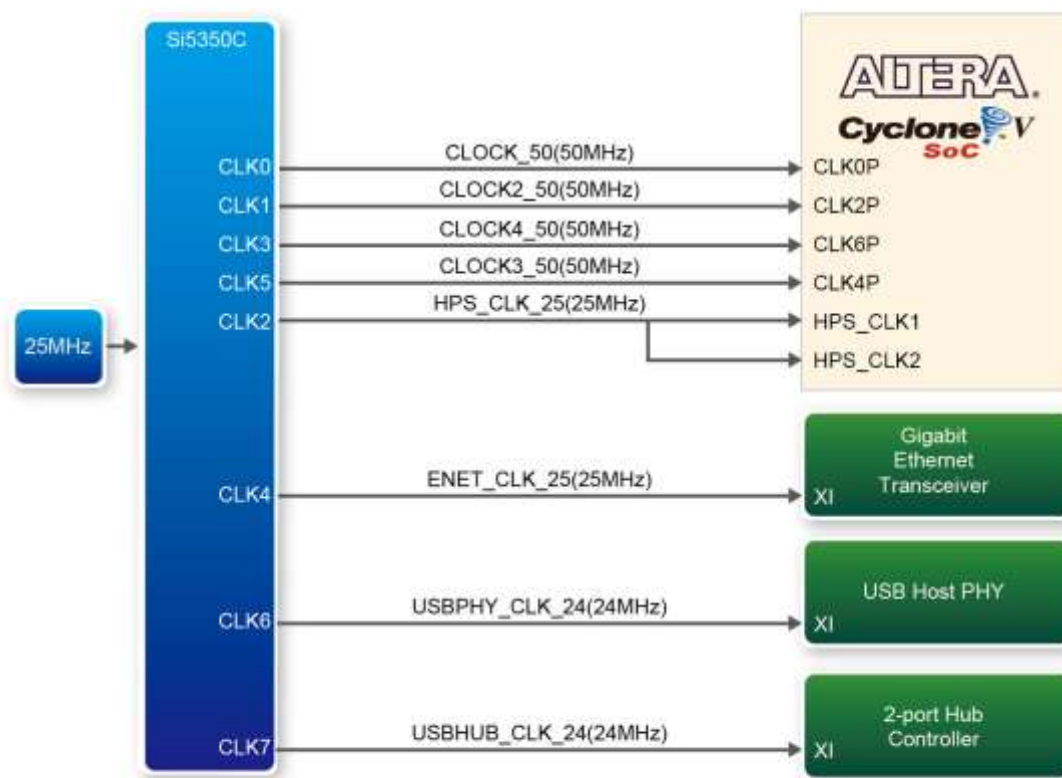 Si5350C
ALTERA®
Cyclone V
SoC
CLK0 CLOCK_50(50MHz) CLK0P
CLK1 CLOCK2_50(50MHz) CLK2P
CLK3 CLOCK4_50(50MHz) CLK6P
CLK5 CLOCK3_50(50MHz) CLK4P
CLK2 HPS_CLK_25(25MHz) HPS_CLK1
25MHz
HPS_CLK2
Gigabit
Ethernet
Transceiver
CLK4 ENET_CLK_25(25MHz) XI
USB Host PHY
CLK6 USBPHY_CLK_24(24MHz) XI
2-port Hub
Controller
CLK7 USBHUB_CLK_24(24MHz) XI